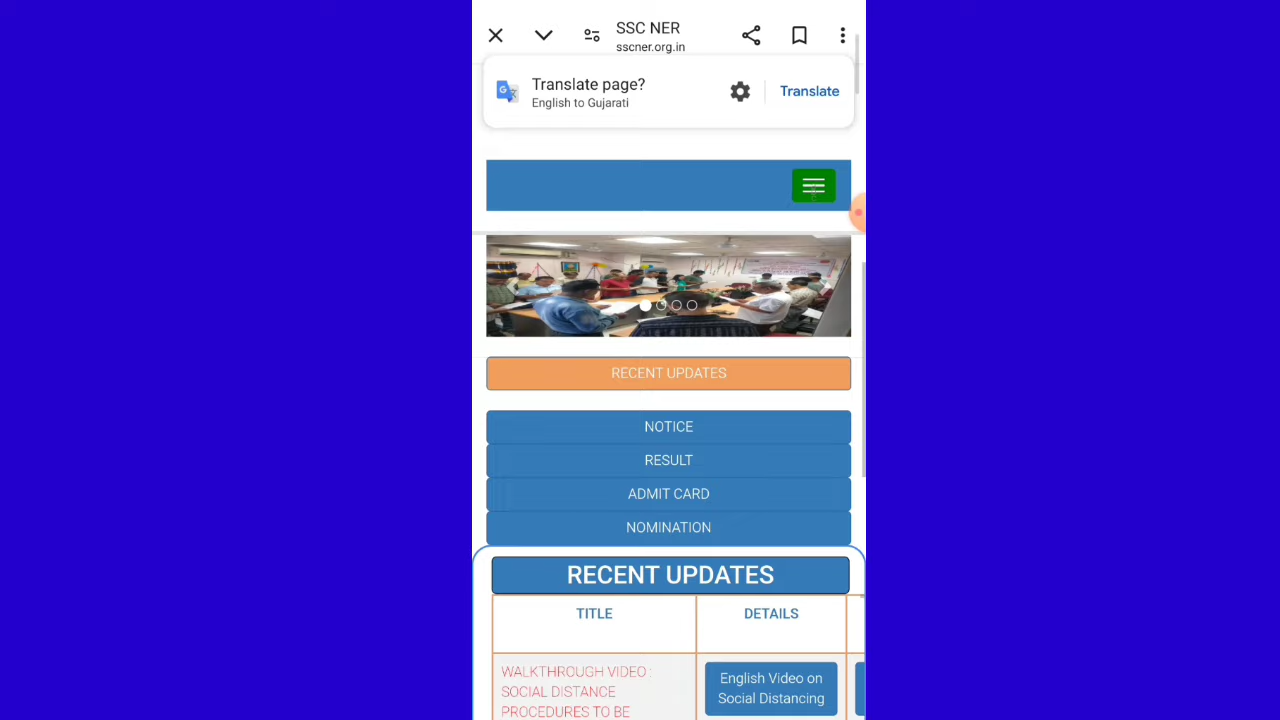 SSC NER
sscner.org.in
Translate page?
English to Gujarati
Translate
RECENT UPDATES
NOTICE
RESULT
ADMIT CARD
NOMINATION
RECENT UPDATES
TITLE
DETAILS
WALKTHROUGH VIDEO :
SOCIAL DISTANCE
PROCEDURES TO BE
English Video on
Social Distancing